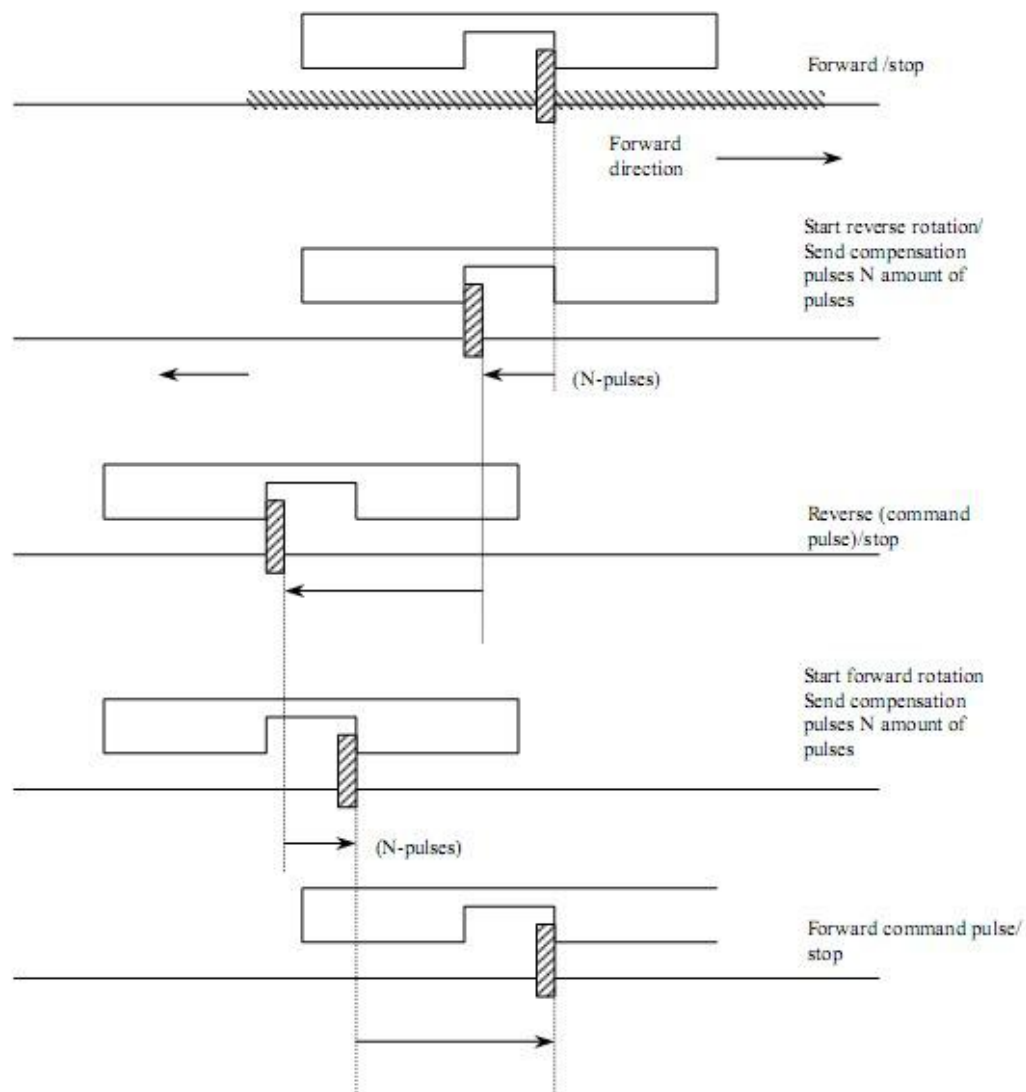 Forward /stop
Forward
direction
Start reverse rotation/
Send compensation
pulses N amount of
pulses
(N-pulses)
Reverse (command
pulse)/stop
Start forward rotation
Send compensation
pulses N amount of
pulses
(N-pulses)
Forward command pulse/
stop